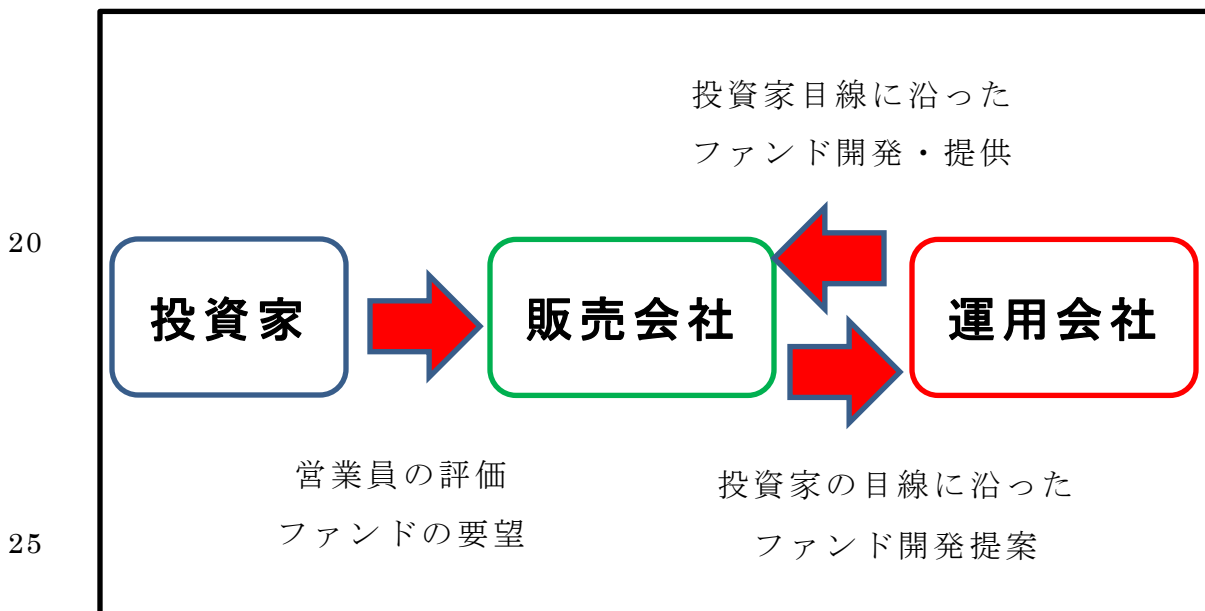 投資家目線に沿った
ファンド開発・提供
20
投資家
販売会社
運用会社
営業員の評価
ファンドの要望
投資家の目線に沿った
ファンド開発提案
25